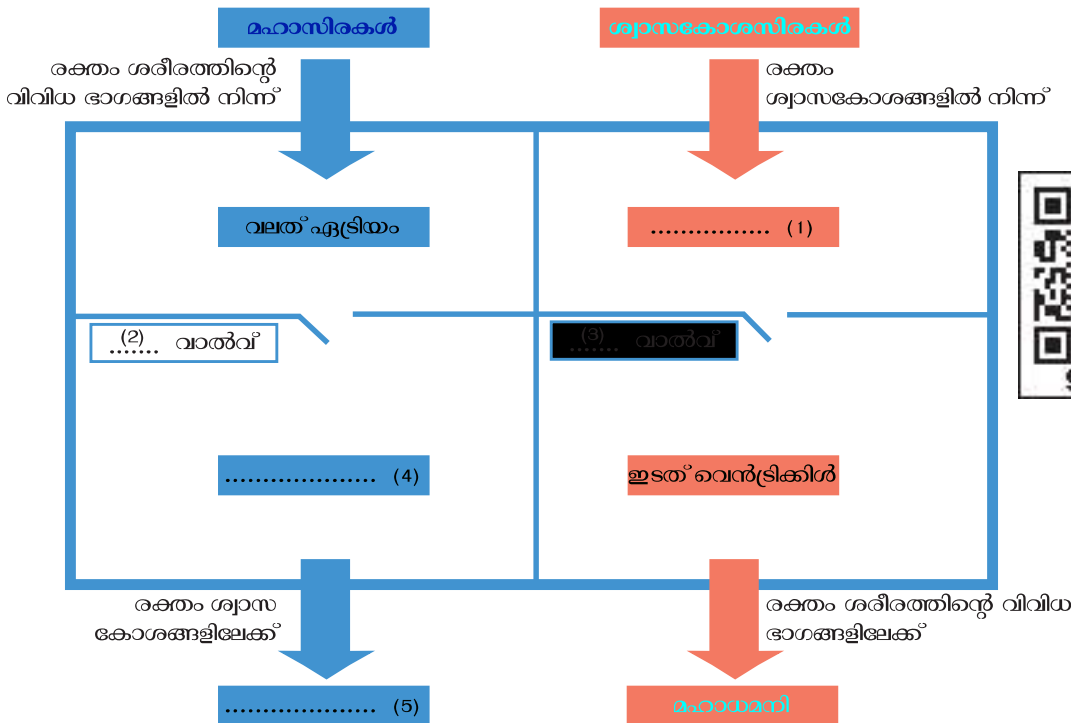 മഹാസിരകൾ
ശ്വാസകോശസിരകൾ
രക്തം ശരീരത്തിന്റെ
വിവിധ ഭാഗങ്ങളിൽ നിന്ന്
രക്തം
ശ്വാസകോശങ്ങളിൽ നിന്ന്
വലത് ഏട്രിയം
................ (1)
(2)
....... വാൽവ്
(3)
....... വാൽവ്
..................... (4)
ഇടത് വെൻട്രിക്കിൾ
രക്തം ശ്വാസ
കോശങ്ങളിലേക്ക്
രക്തം ശരീരത്തിന്റെ വിവിധ
ഭാഗങ്ങളിലേക്ക്
..................... (5)
മഹാധമനി